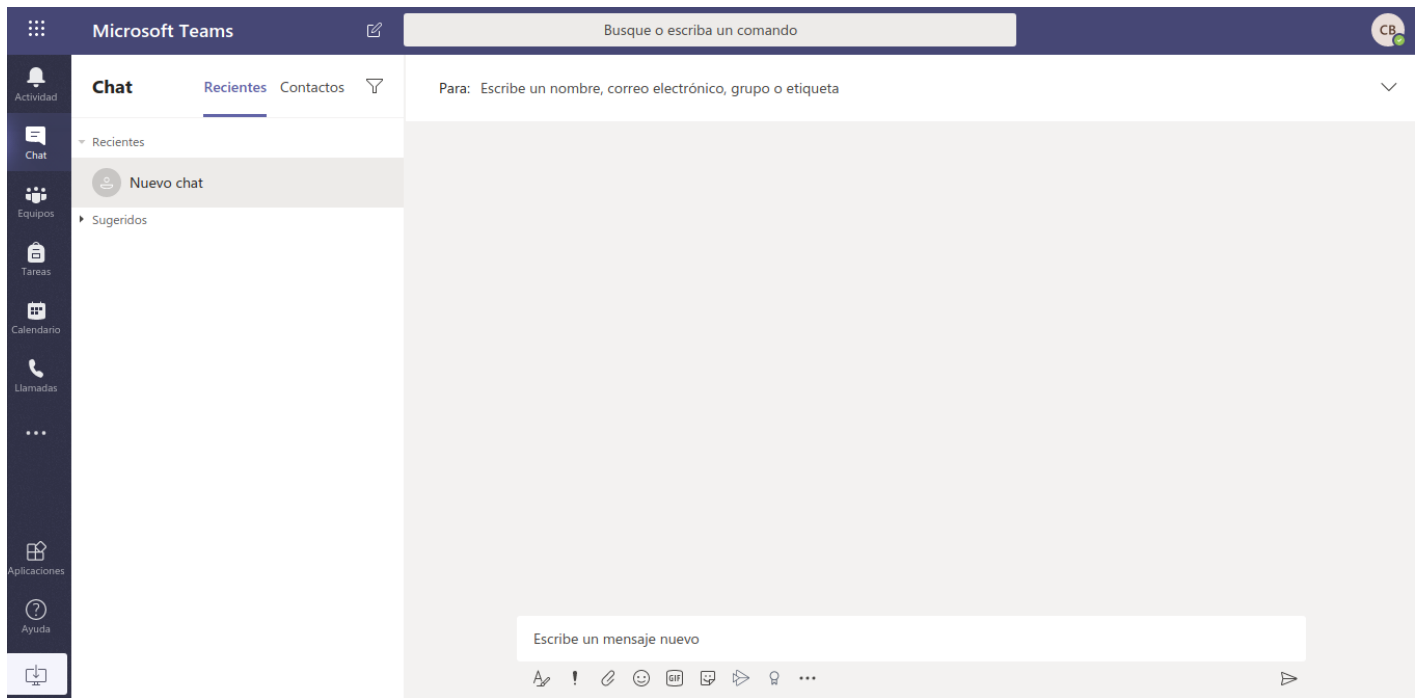 Microsoft Teams
Busque o escriba un comando
CB
Actividad
Chat
Equipos
Tareas
Calendario
Llamadas
Aplicaciones
Ayuda
Chat
Recientes
Contactos
Recientes
Nuevo chat
Sugeridos
Para: Escribe un nombre, correo electrónico, grupo o etiqueta
Escribe un mensaje nuevo
GIF